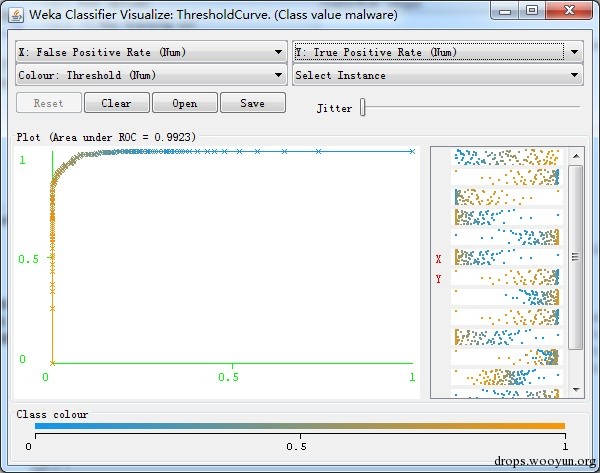 Weka Classifier Visualize: ThresholdCurve. (Class value malware)
X: False Positive Rate (Num)
Y: True Positive Rate (Num)
Colour: Threshold (Num)
Select Instance
Reset
Clear
Open
Save
Jitter
Plot (Area under ROC = 0.9923)
1
0.5
0
0
0.5
1
X
Y
Class colour
0
0.5
1
drops.wooyun.org